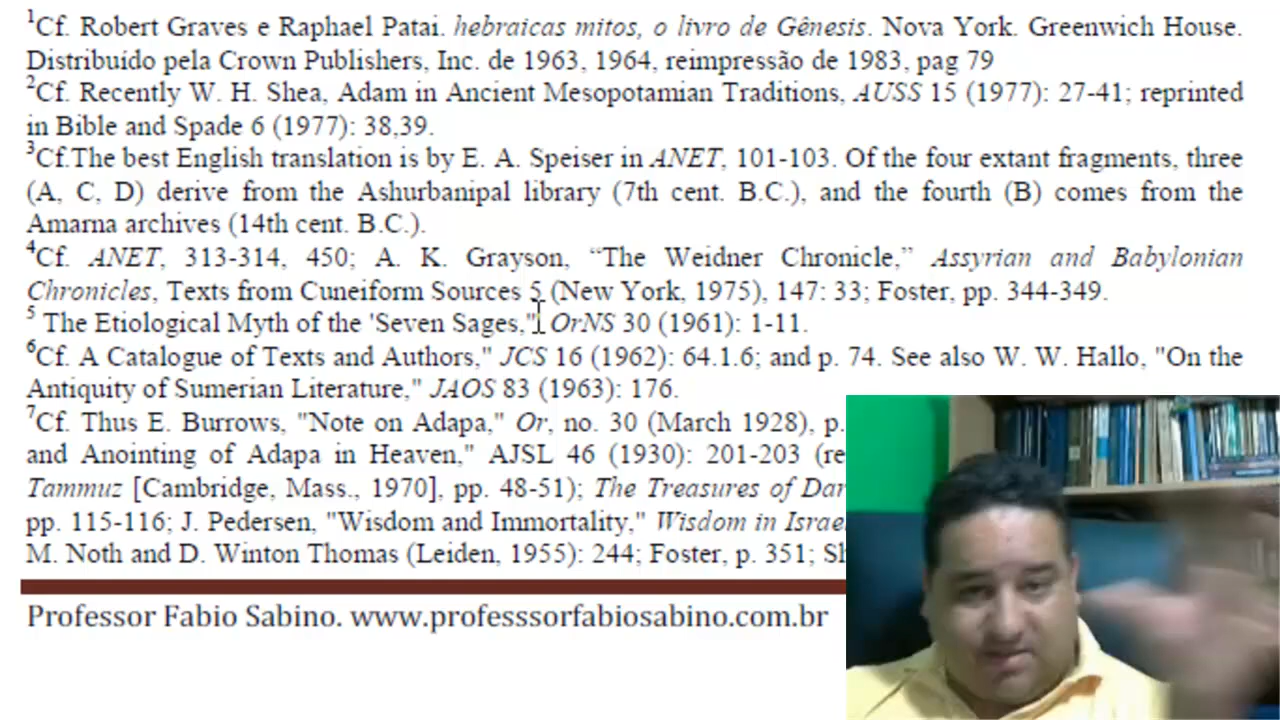 ¹Cf. Robert Graves e Raphael Patai. hebraicas mitos, o livro de Gênesis. Nova York. Greenwich House.
Distribuído pela Crown Publishers, Inc. de 1963, 1964, reimpressão de 1983, pag 79
²Cf. Recently W. H. Shea, Adam in Ancient Mesopotamian Traditions, AUSS 15 (1977): 27-41; reprinted
in Bible and Spade 6 (1977): 38,39.
³Cf.The best English translation is by E. A. Speiser in ANET, 101-103. Of the four extant fragments, three
(A, C, D) derive from the Ashurbanipal library (7th cent. B.C.), and the fourth (B) comes from the
Amarna archives (14th cent. B.C.).
⁴Cf. ANET, 313-314, 450; A. K. Grayson, “The Weidner Chronicle,” Assyrian and Babylonian
Chronicles, Texts from Cuneiform Sources 5 (New York, 1975), 147: 33; Foster, pp. 344-349.
⁵ The Etiological Myth of the 'Seven Sages," OrNS 30 (1961): 1-11.
⁶Cf. A Catalogue of Texts and Authors," JCS 16 (1962): 64.1.6; and p. 74. See also W. W. Hallo, "On the
Antiquity of Sumerian Literature," JAOS 83 (1963): 176.
⁷Cf. Thus E. Burrows, "Note on Adapa," Or, no. 30 (March 1928), p.
and Anointing of Adapa in Heaven," AJSL 46 (1930): 201-203 (re
Tammuz [Cambridge, Mass., 1970], pp. 48-51); The Treasures of Dar
pp. 115-116; J. Pedersen, "Wisdom and Immortality," Wisdom in Israe
M. Noth and D. Winton Thomas (Leiden, 1955): 244; Foster, p. 351; Sh
Professor Fabio Sabino. www.professsorfabiosabino.com.br